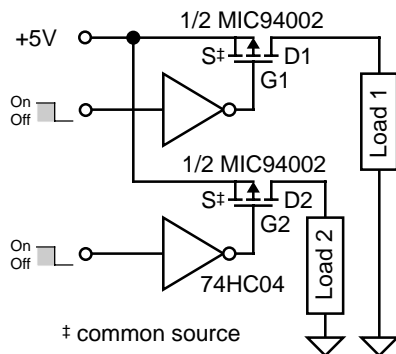 1/2 MIC94002
+5V
S‡
D1
G1
On
Off
Load 1
1/2 MIC94002
S‡
D2
G2
On
Off
Load 2
74HC04
‡ common source